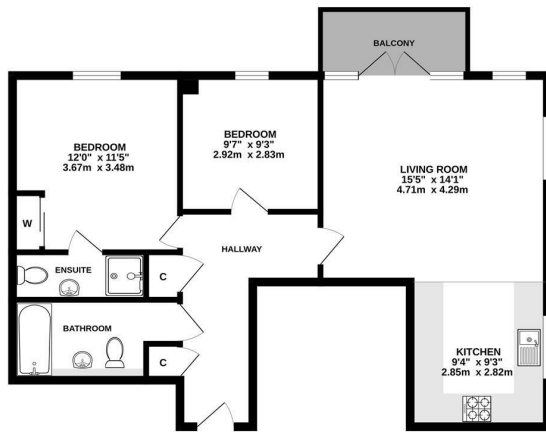 BALCONY
BEDROOM
12'0" x 11'5"
3.67m x 3.48m
BEDROOM
9'7" x 9'3"
2.92m x 2.83m
LIVING ROOM
15'5" x 14'1"
4.71m x 4.29m
W
HALLWAY
ENSUITE
C
BATHROOM
C
KITCHEN
9'4" x 9'3"
2.85m x 2.82m